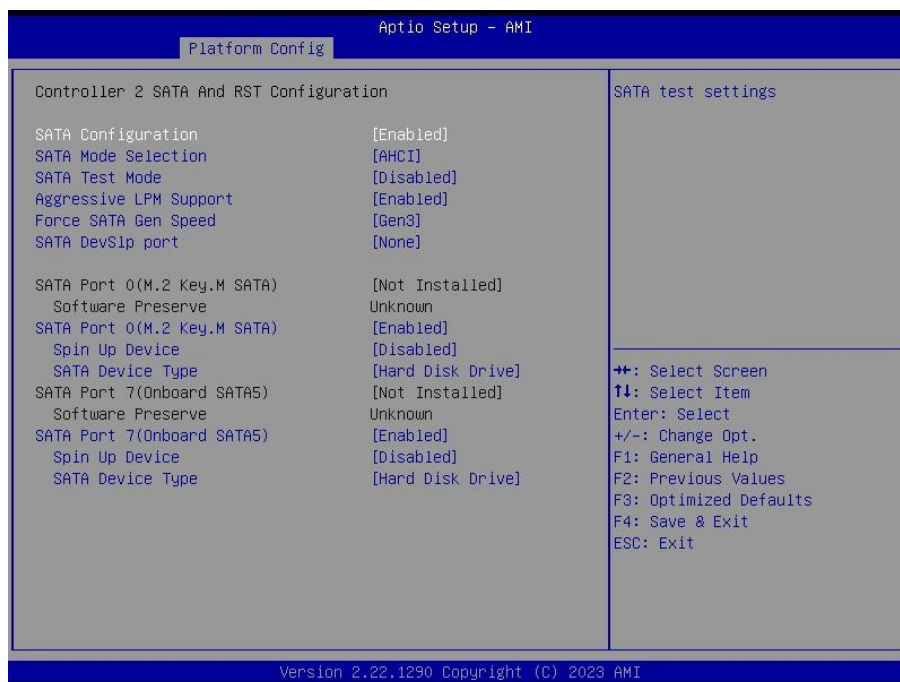 Aptio Setup – AMI
Platform Config
Controller 2 SATA And RST Configuration
SATA Configuration [Enabled]
SATA Mode Selection [AHCI]
SATA Test Mode [Disabled]
Aggressive LPM Support [Enabled]
Force SATA Gen Speed [Gen3]
SATA DevSlp port [None]
SATA Port 0(M.2 Key.M SATA) [Not Installed]
Software Preserve Unknown
SATA Port 0(M.2 Key.M SATA) [Enabled]
Spin Up Device [Disabled]
SATA Device Type [Hard Disk Drive]
SATA Port 7(Onboard SATA5) [Not Installed]
Software Preserve Unknown
SATA Port 7(Onboard SATA5) [Enabled]
Spin Up Device [Disabled]
SATA Device Type [Hard Disk Drive]
SATA test settings
→←: Select Screen
↑↓: Select Item
Enter: Select
+/-: Change Opt.
F1: General Help
F2: Previous Values
F3: Optimized Defaults
F4: Save & Exit
ESC: Exit
Version 2.22.1290 Copyright (C) 2023 AMI